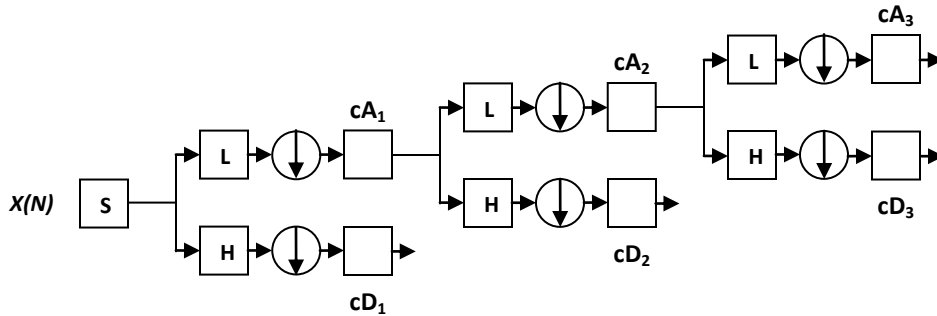 cA₃
L
cA₂
L
cA₁
H
L
cD₃
X(N)
S
H
cD₂
H
cD₁